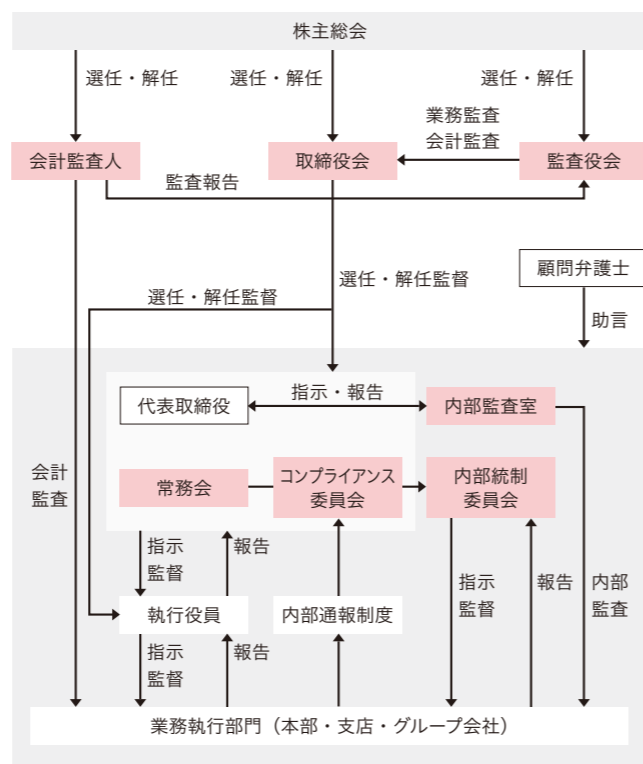 株主総会
選任・解任
選任・解任
選任・解任
業務監査
会計監査
会計監査人
取締役会
監査役会
監査報告
顧問弁護士
選任・解任監督
選任・解任監督
助言
代表取締役
指示・報告
内部監査室
会計
監査
常務会
コンプライアンス
委員会
内部統制
委員会
指示
監督
報告
指示
監督
報告
内部
監査
執行役員
内部通報制度
指示
監督
報告
業務執行部門（本部・支店・グループ会社）